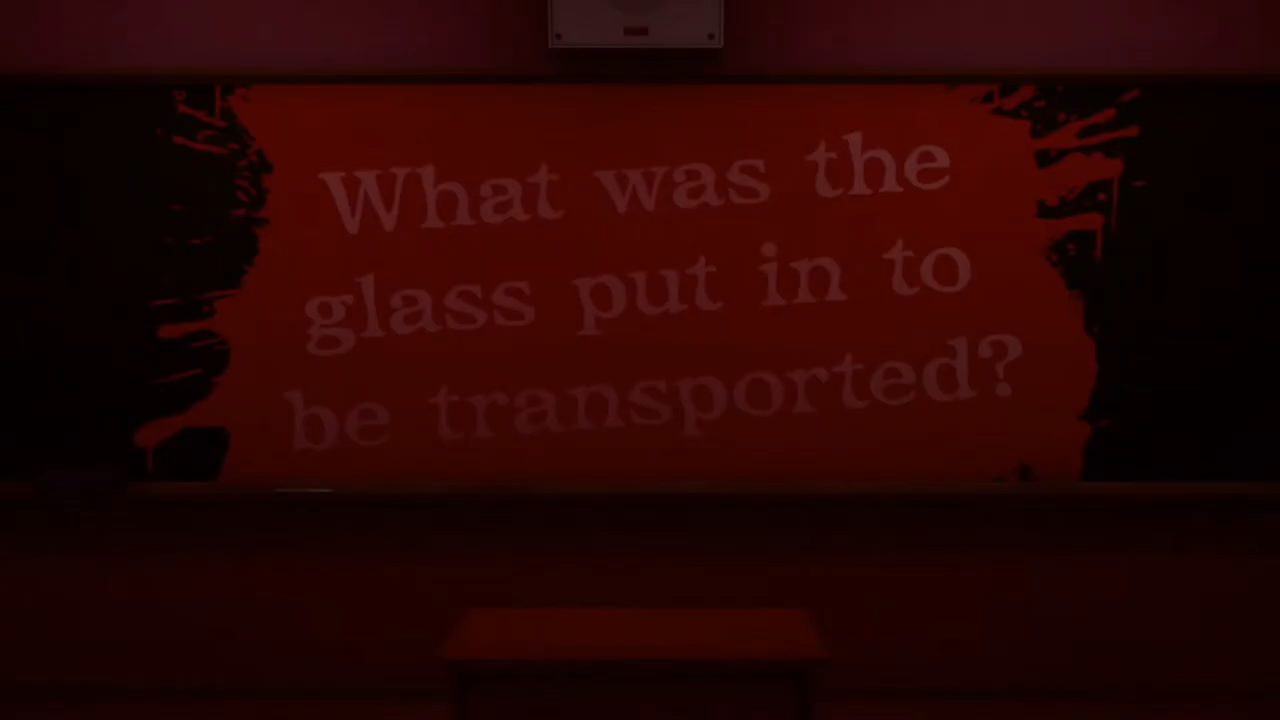 What was the
glass put in to
be transported?